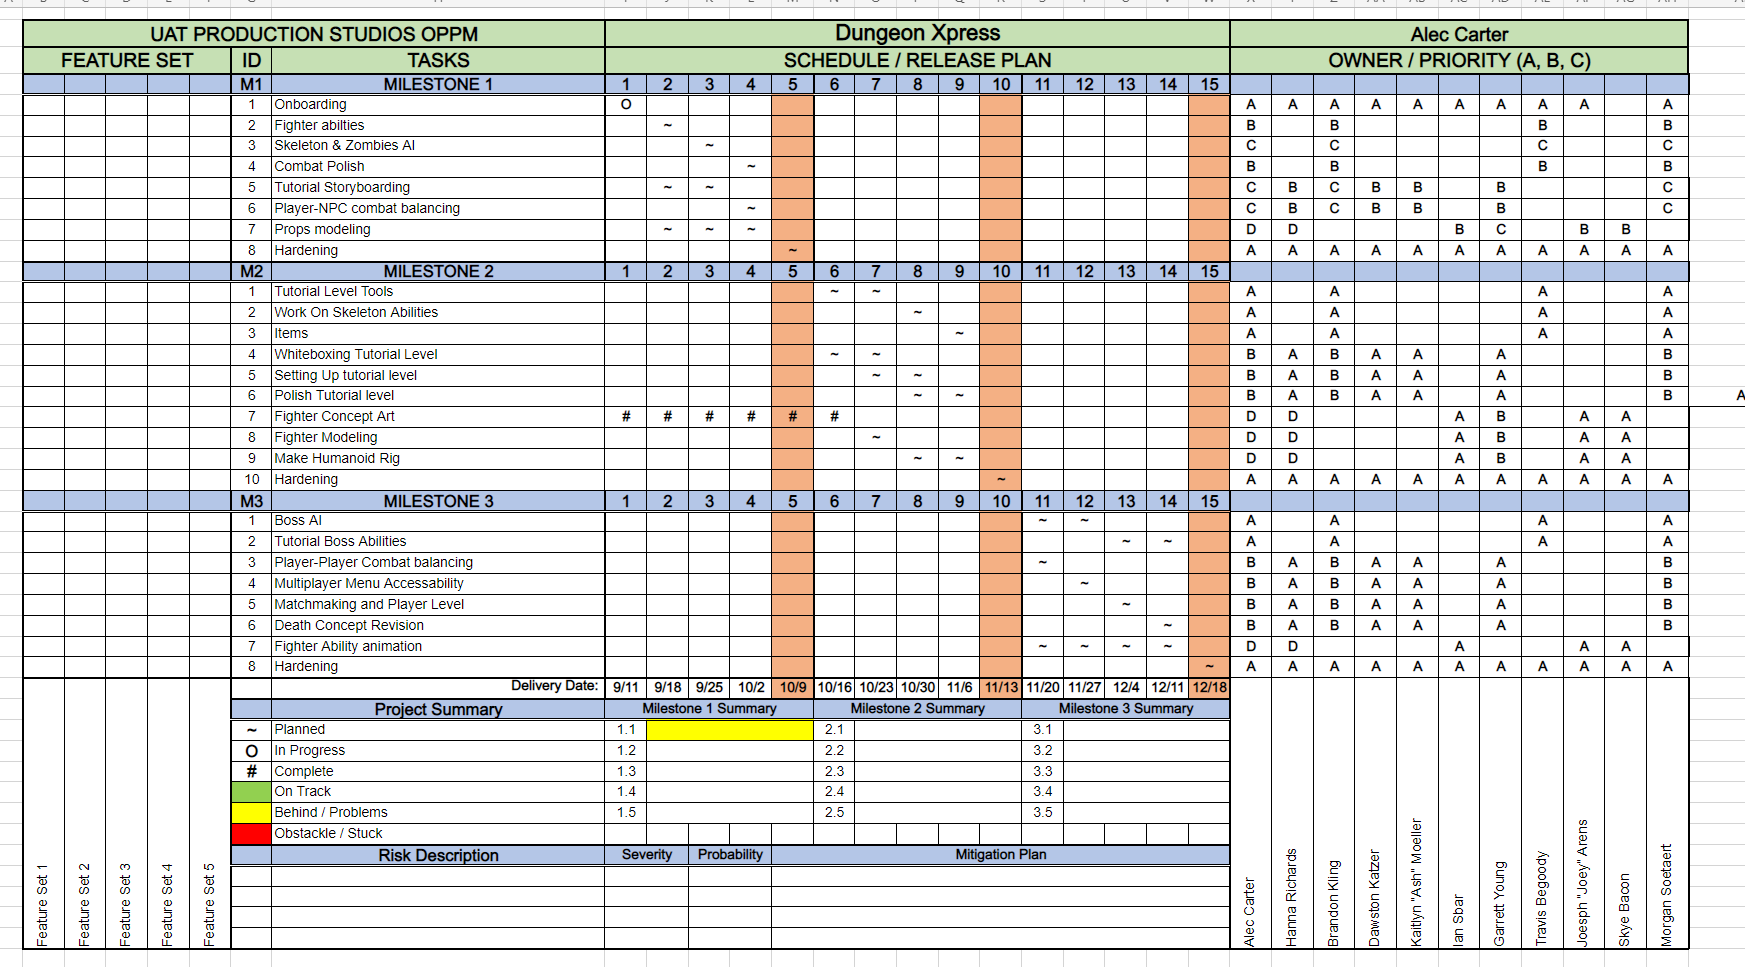 UAT PRODUCTION STUDIOS OPPM Dungeon Xpress Alec Carter
FEATURE SET ID TASKS SCHEDULE / RELEASE PLAN OWNER / PRIORITY (A, B, C)
M1 MILESTONE 1 1 2 3 4 5 6 7 8 9 10 11 12 13 14 15
1 Onboarding O A A A A A A A A A A
2 Fighter abilties ~ B B B B
3 Skeleton & Zombies AI ~ C C C C
4 Combat Polish ~ B B B B
5 Tutorial Storyboarding ~ ~ C B C B B B C
6 Player-NPC combat balancing ~ C B C B B B C
7 Props modeling ~ ~ ~ D D B C B B
8 Hardening ~ A A A A A A A A A A A
M2 MILESTONE 2 1 2 3 4 5 6 7 8 9 10 11 12 13 14 15
1 Tutorial Level Tools ~ ~ A A A A
2 Work On Skeleton Abilities ~ A A A A
3 Items ~ A A A A
4 Whiteboxing Tutorial Level ~ ~ B A B A A A B
5 Setting Up tutorial level ~ ~ B A B A A A B
6 Polish Tutorial level ~ ~ B A B A A A B A
7 Fighter Concept Art # # # # # # D D A B A A
8 Fighter Modeling ~ D D A B A A
9 Make Humanoid Rig ~ ~ D D A B A A
10 Hardening ~ A A A A A A A A A A A
M3 MILESTONE 3 1 2 3 4 5 6 7 8 9 10 11 12 13 14 15
1 Boss AI ~ ~ A A A A
2 Tutorial Boss Abilities ~ ~ A A A A
3 Player-Player Combat balancing ~ B A B A A A B
4 Multiplayer Menu Accessability ~ B A B A A A B
5 Matchmaking and Player Level ~ B A B A A A B
6 Death Concept Revision ~ B A B A A A B
7 Fighter Ability animation ~ ~ ~ ~ D D A A A
8 Hardening ~ A A A A A A A A A A A
Delivery Date: 9/11 9/18 9/25 10/2 10/9 10/16 10/23 10/30 11/6 11/13 11/20 11/27 12/4 12/11 12/18
Project Summary Milestone 1 Summary Milestone 2 Summary Milestone 3 Summary
~ Planned 1.1 2.1 3.1
O In Progress 1.2 2.2 3.2
# Complete 1.3 2.3 3.3
On Track 1.4 2.4 3.4
Behind / Problems 1.5 2.5 3.5
Obstackle / Stuck
Risk Description Severity Probability Mitigation Plan
Feature Set 1
Feature Set 2
Feature Set 3
Feature Set 4
Feature Set 5
Alec Carter
Hanna Richards
Brandon Kling
Dawston Katzer
Kaitlyn "Ash" Moeller
Ian Sbar
Garrett Young
Travis Begoody
Joesph "Joey" Arens
Skye Bacon
Morgan Soetaert